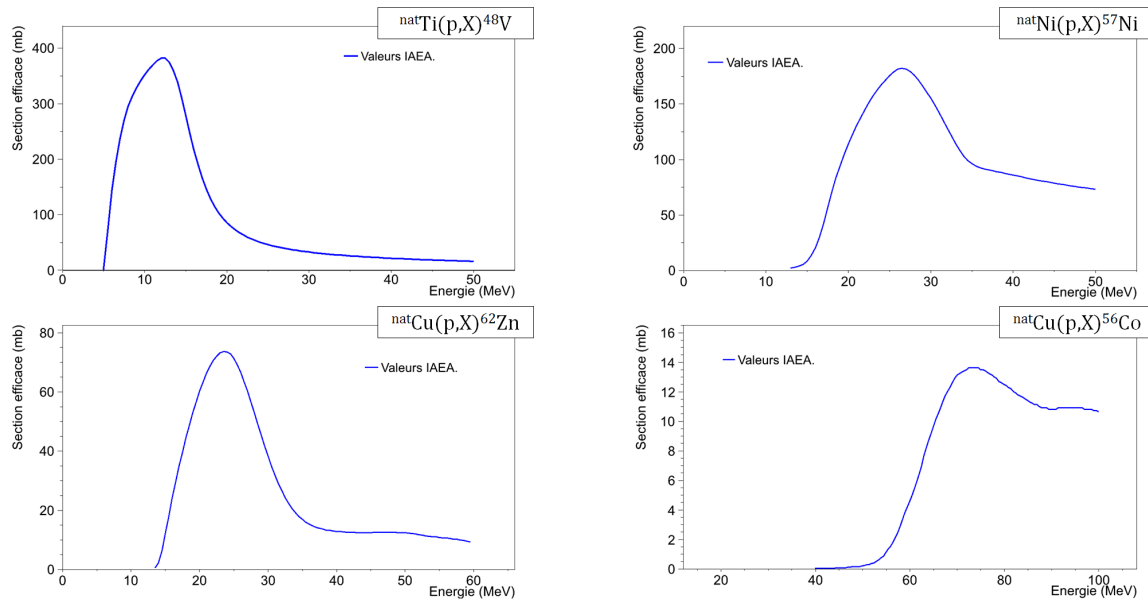 natTi(p,X)48V
Section efficace (mb)
400
300
200
100
0
Valeurs IAEA.
0 10 20 30 40 50
Energie (MeV)
natNi(p,X)57Ni
Section efficace (mb)
200
150
100
50
0
Valeurs IAEA.
0 10 20 30 40 50
Energie (MeV)
natCu(p,X)62Zn
Section efficace (mb)
80
60
40
20
0
Valeurs IAEA.
0 10 20 30 40 50 60
Energie (MeV)
natCu(p,X)56Co
Section efficace (mb)
16
14
12
10
8
6
4
2
0
Valeurs IAEA.
20 40 60 80 100
Energie (MeV)